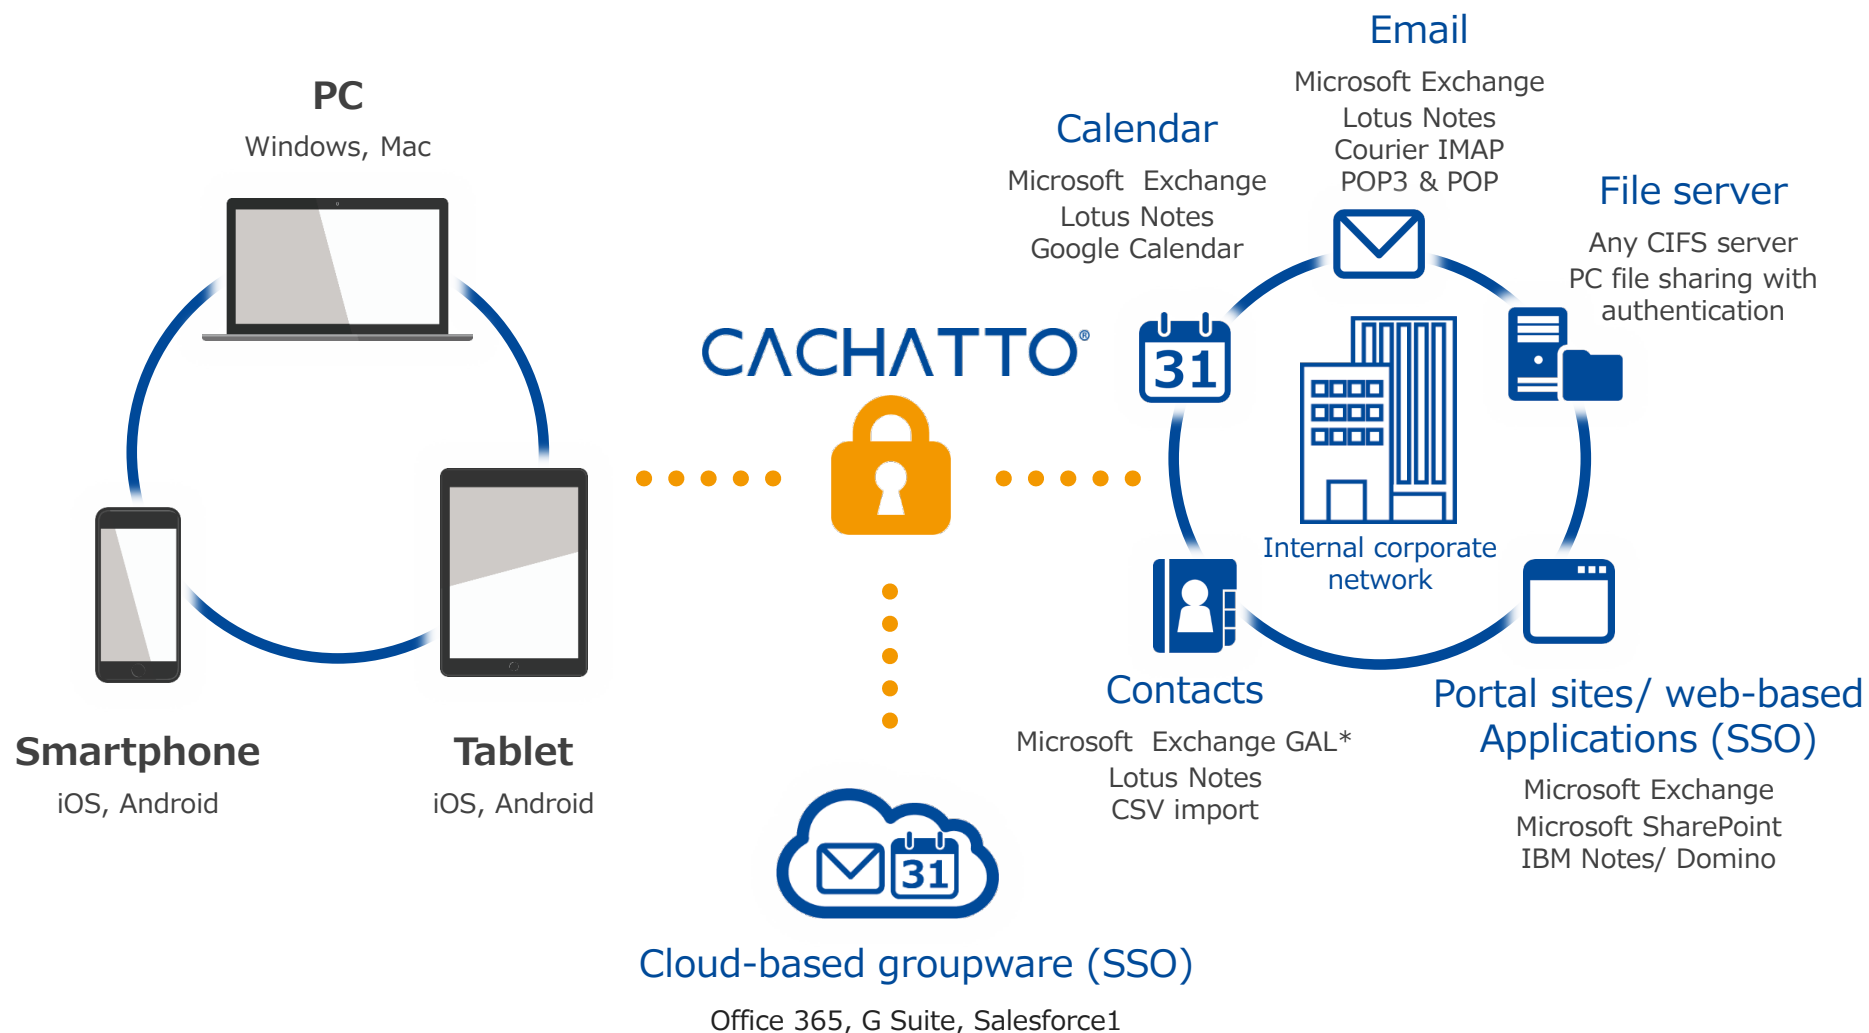 PC
Windows, Mac
Smartphone
iOS, Android
Tablet
iOS, Android
CACHATTO®
Cloud-based groupware (SSO)
Office 365, G Suite, Salesforce1
31
Calendar
Microsoft Exchange
Lotus Notes
Google Calendar
31
Email
Microsoft Exchange
Lotus Notes
Courier IMAP
POP3 & POP
File server
Any CIFS server
PC file sharing with
authentication
Internal corporate
network
Contacts
Microsoft Exchange GAL*
Lotus Notes
CSV import
Portal sites/ web-based
Applications (SSO)
Microsoft Exchange
Microsoft SharePoint
IBM Notes/ Domino